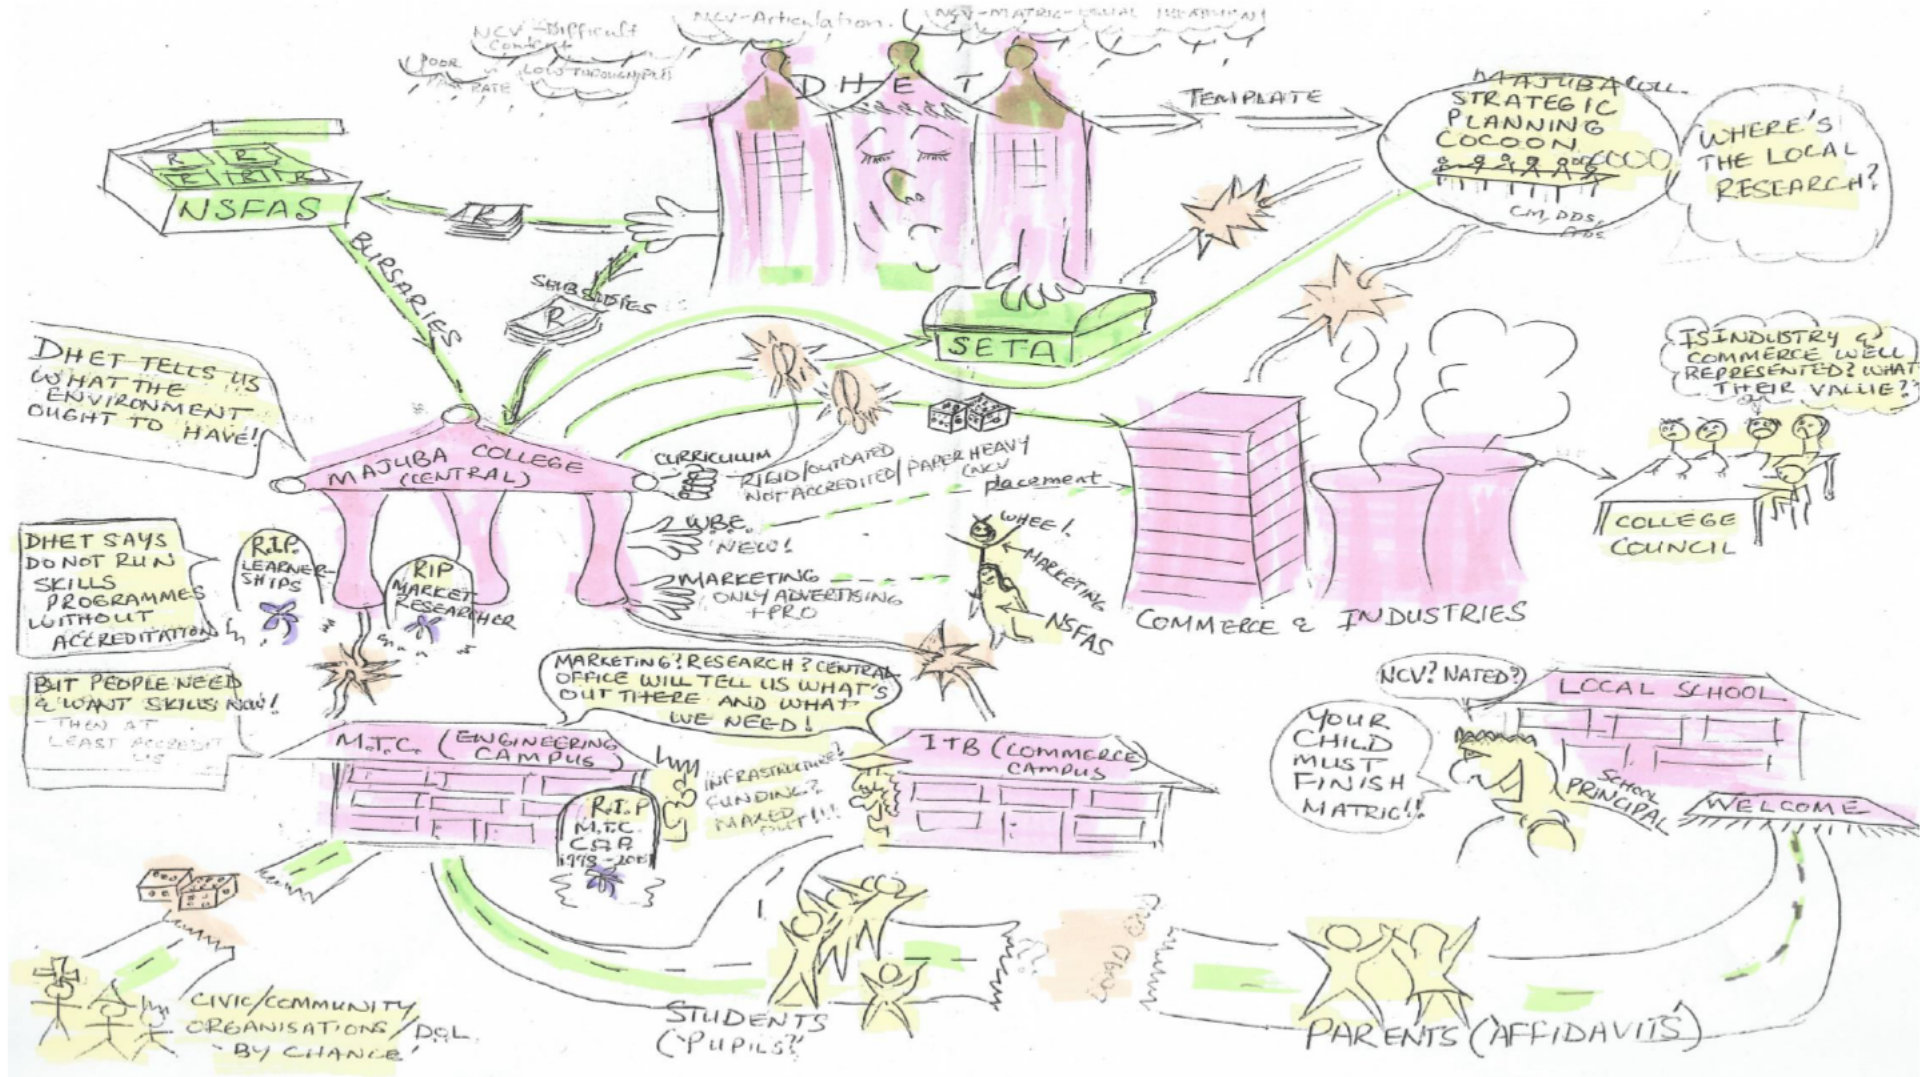 NCV-Difficult
Content
NCV-Articulation.
NCV-MATRIC-EQUAL TREATMENT
POOR
PASS RATE
LOW THROUGHPUT
DHET
TEMPLATE
MAJUBA COLL.
STRATEGIC
PLANNING
COCOON
CM, DDS,
WHERE'S
THE LOCAL
RESEARCH?
R R
R R R
NSFAS
R
BURSARIES
SUBSIDIES
R
SETA
DHET TELLS US
WHAT THE
ENVIRONMENT
OUGHT TO HAVE!
MAJUBA COLLEGE
(CENTRAL)
CURRICULUM
RIGID/OUTDATED
NOT ACCREDITED/PAPER HEAVY
(NCV
placement
WBE.
NEW!
MARKETING
ONLY ADVERTISING
+PRO
WHEE!
MARKETING
NSFAS
COMMERCE & INDUSTRIES
IS INDUSTRY &
COMMERCE WELL
REPRESENTED? WHAT
THEIR VALUE?
COLLEGE
COUNCIL
DHET SAYS
DO NOT RUN
SKILLS
PROGRAMMES
WITHOUT
ACCREDITATION
R.I.P.
LEARNER-
SHIPS
RIP
MARKET
RESEARCHER
BUT PEOPLE NEED
& WANT SKILLS NOW!
- THEN AT
LEAST ACCREDIT
US
MARKETING? RESEARCH? CENTRAL
OFFICE WILL TELL US WHAT'S
OUT THERE AND WHAT
WE NEED!
M.T.C. (ENGINEERING
CAMPUS)
R.I.P
M.T.C.
INFRASTRUCTURE
FUNDING?
MAXED
OUT!!!
ITB (COMMERCE)
CAMPUS
NCV? NATED?
YOUR
CHILD
MUST
FINISH
MATRIC!!
LOCAL SCHOOL
SCHOOL
PRINCIPAL
WELCOME
CIVIC/COMMUNITY
ORGANISATIONS/DOL
'BY CHANCE'
STUDENTS
('PUPILS?'
PARENTS (AFFIDAVITS)